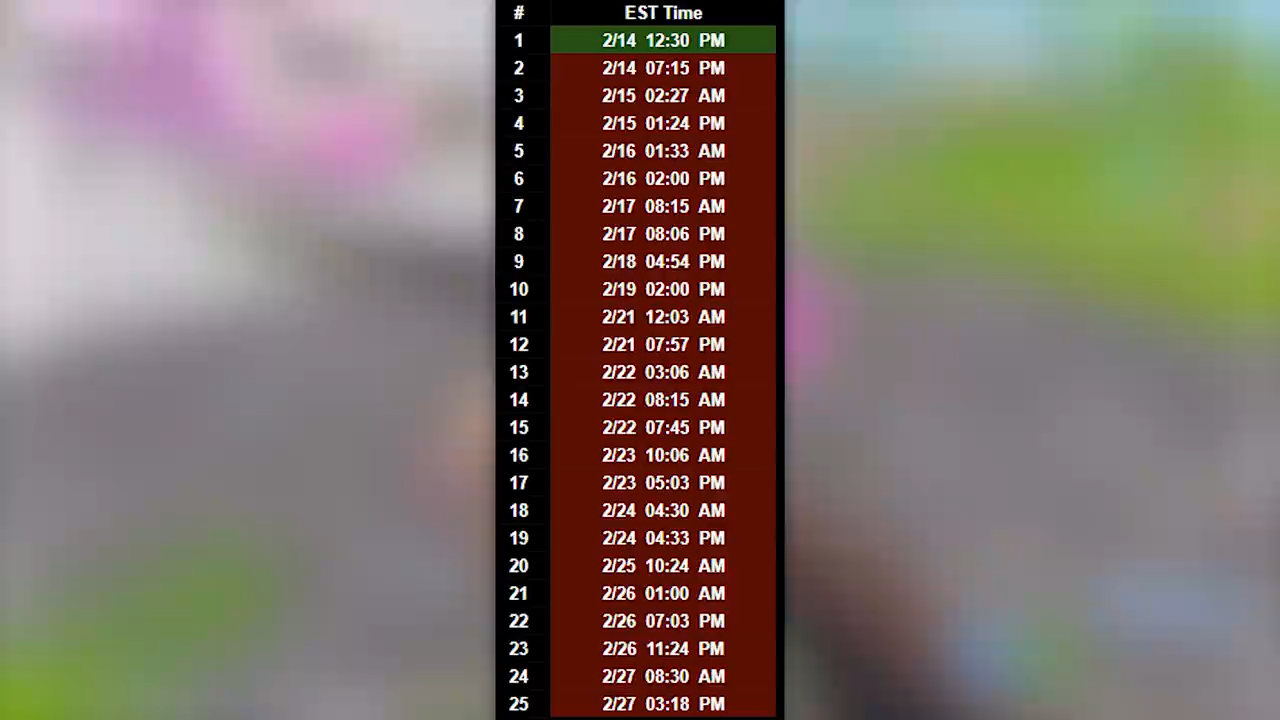 # EST Time
1 2/14 12:30 PM
2 2/14 07:15 PM
3 2/15 02:27 AM
4 2/15 01:24 PM
5 2/16 01:33 AM
6 2/16 02:00 PM
7 2/17 08:15 AM
8 2/17 08:06 PM
9 2/18 04:54 PM
10 2/19 02:00 PM
11 2/21 12:03 AM
12 2/21 07:57 PM
13 2/22 03:06 AM
14 2/22 08:15 AM
15 2/22 07:45 PM
16 2/23 10:06 AM
17 2/23 05:03 PM
18 2/24 04:30 AM
19 2/24 04:33 PM
20 2/25 10:24 AM
21 2/26 01:00 AM
22 2/26 07:03 PM
23 2/26 11:24 PM
24 2/27 08:30 AM
25 2/27 03:18 PM